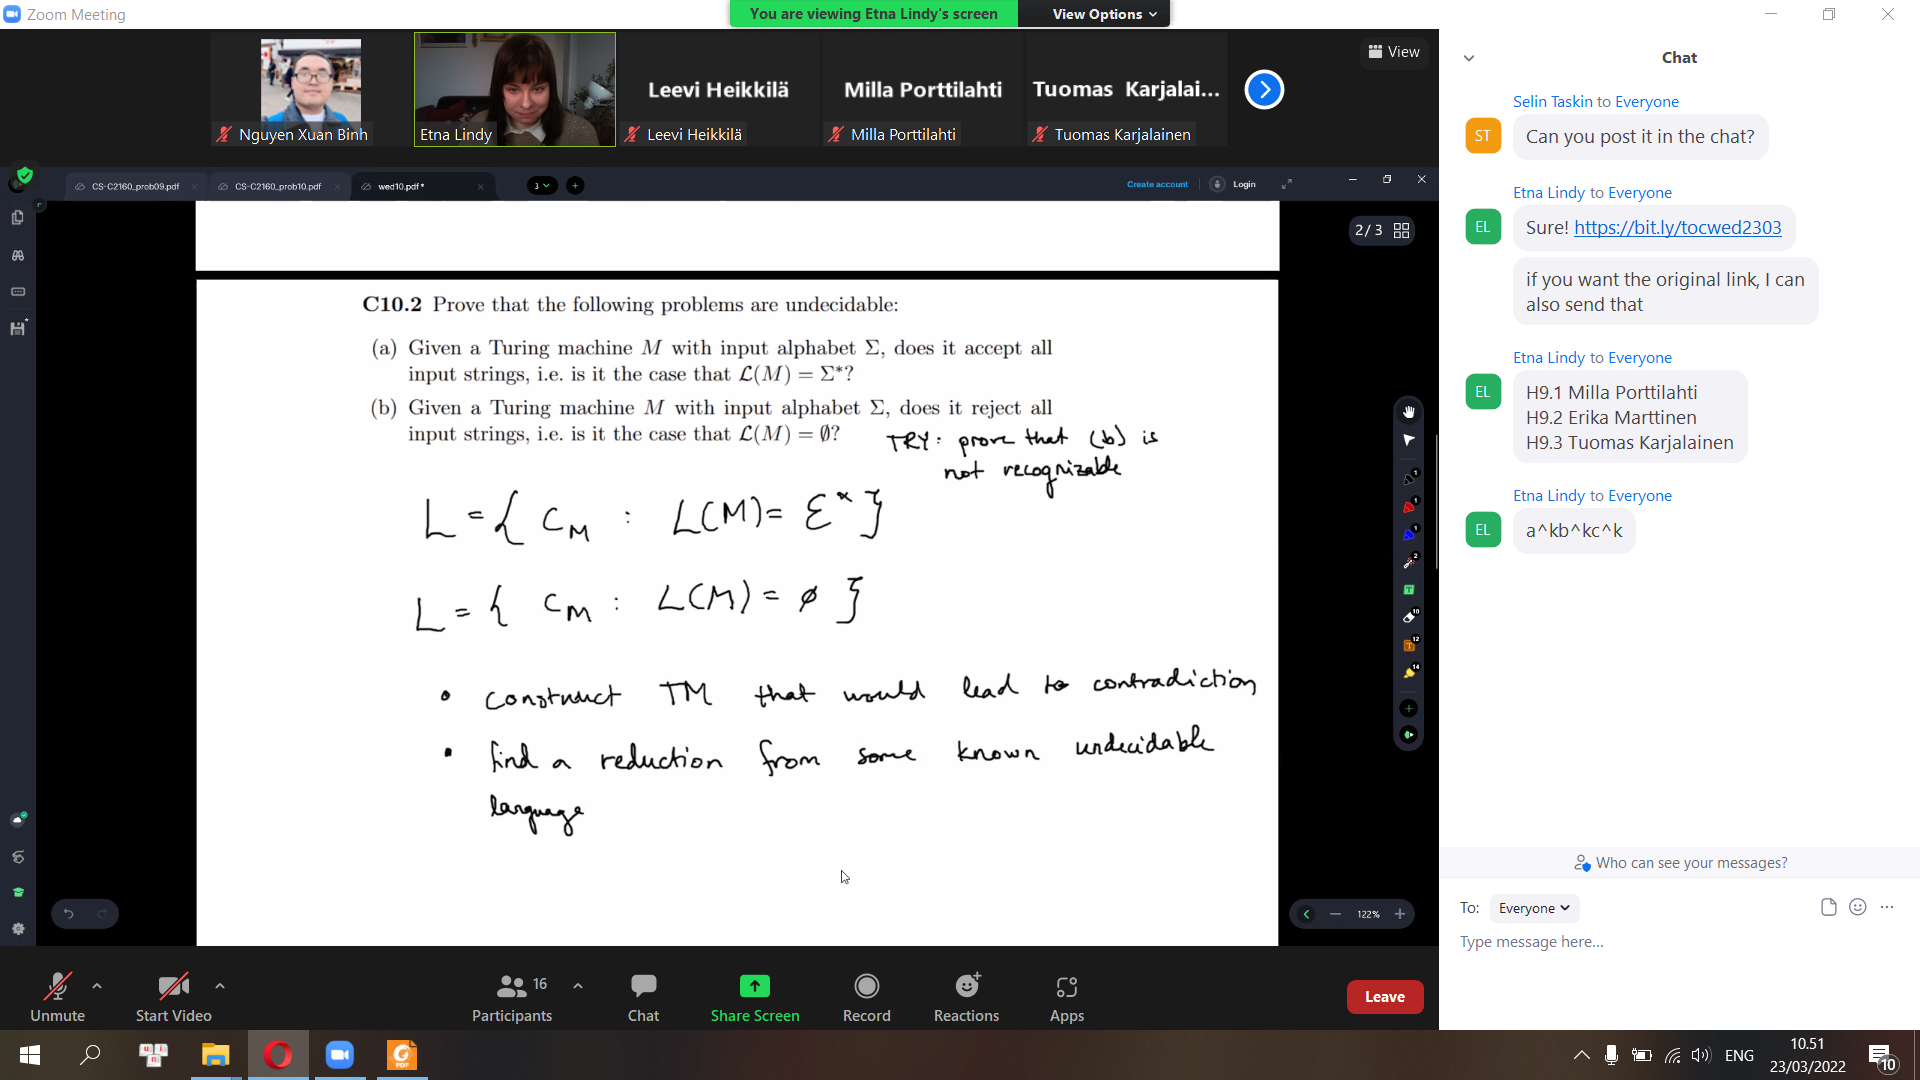 Zoom Meeting
You are viewing Etna Lindy's screen
View Options
View
Nguyen Xuan Binh
Etna Lindy
Leevi Heikkilä
Leevi Heikkilä
Milla Porttilahti
Milla Porttilahti
Tuomas Karjalai...
Tuomas Karjalainen
CS-C2160_prob09.pdf
CS-C2160_prob10.pdf
wed10.pdf *
3
Create account
Login
2 / 3
C10.2 Prove that the following problems are undecidable:
(a) Given a Turing machine M with input alphabet Σ, does it accept all
input strings, i.e. is it the case that L(M) = Σ*?
(b) Given a Turing machine M with input alphabet Σ, does it reject all
input strings, i.e. is it the case that L(M) = ∅?
TRY: prove that (b) is
not recognizable
L = { c_M : L(M) = Σ* }
L = { c_M : L(M) = ∅ }
• construct TM that would lead to contradiction
• find a reduction from some known undecidable
language
1
1
1
2
10
12
14
122%
Chat
Selin Taskin to Everyone
ST
Can you post it in the chat?
Etna Lindy to Everyone
EL
Sure! https://bit.ly/tocwed2303
if you want the original link, I can
also send that
Etna Lindy to Everyone
EL
H9.1 Milla Porttilahti
H9.2 Erika Marttinen
H9.3 Tuomas Karjalainen
Etna Lindy to Everyone
EL
a^kb^kc^k
Who can see your messages?
To: Everyone
Type message here...
Unmute
Start Video
16
Participants
Chat
Share Screen
Record
Reactions
Apps
Leave
PDF
ENG
10.51
23/03/2022
10